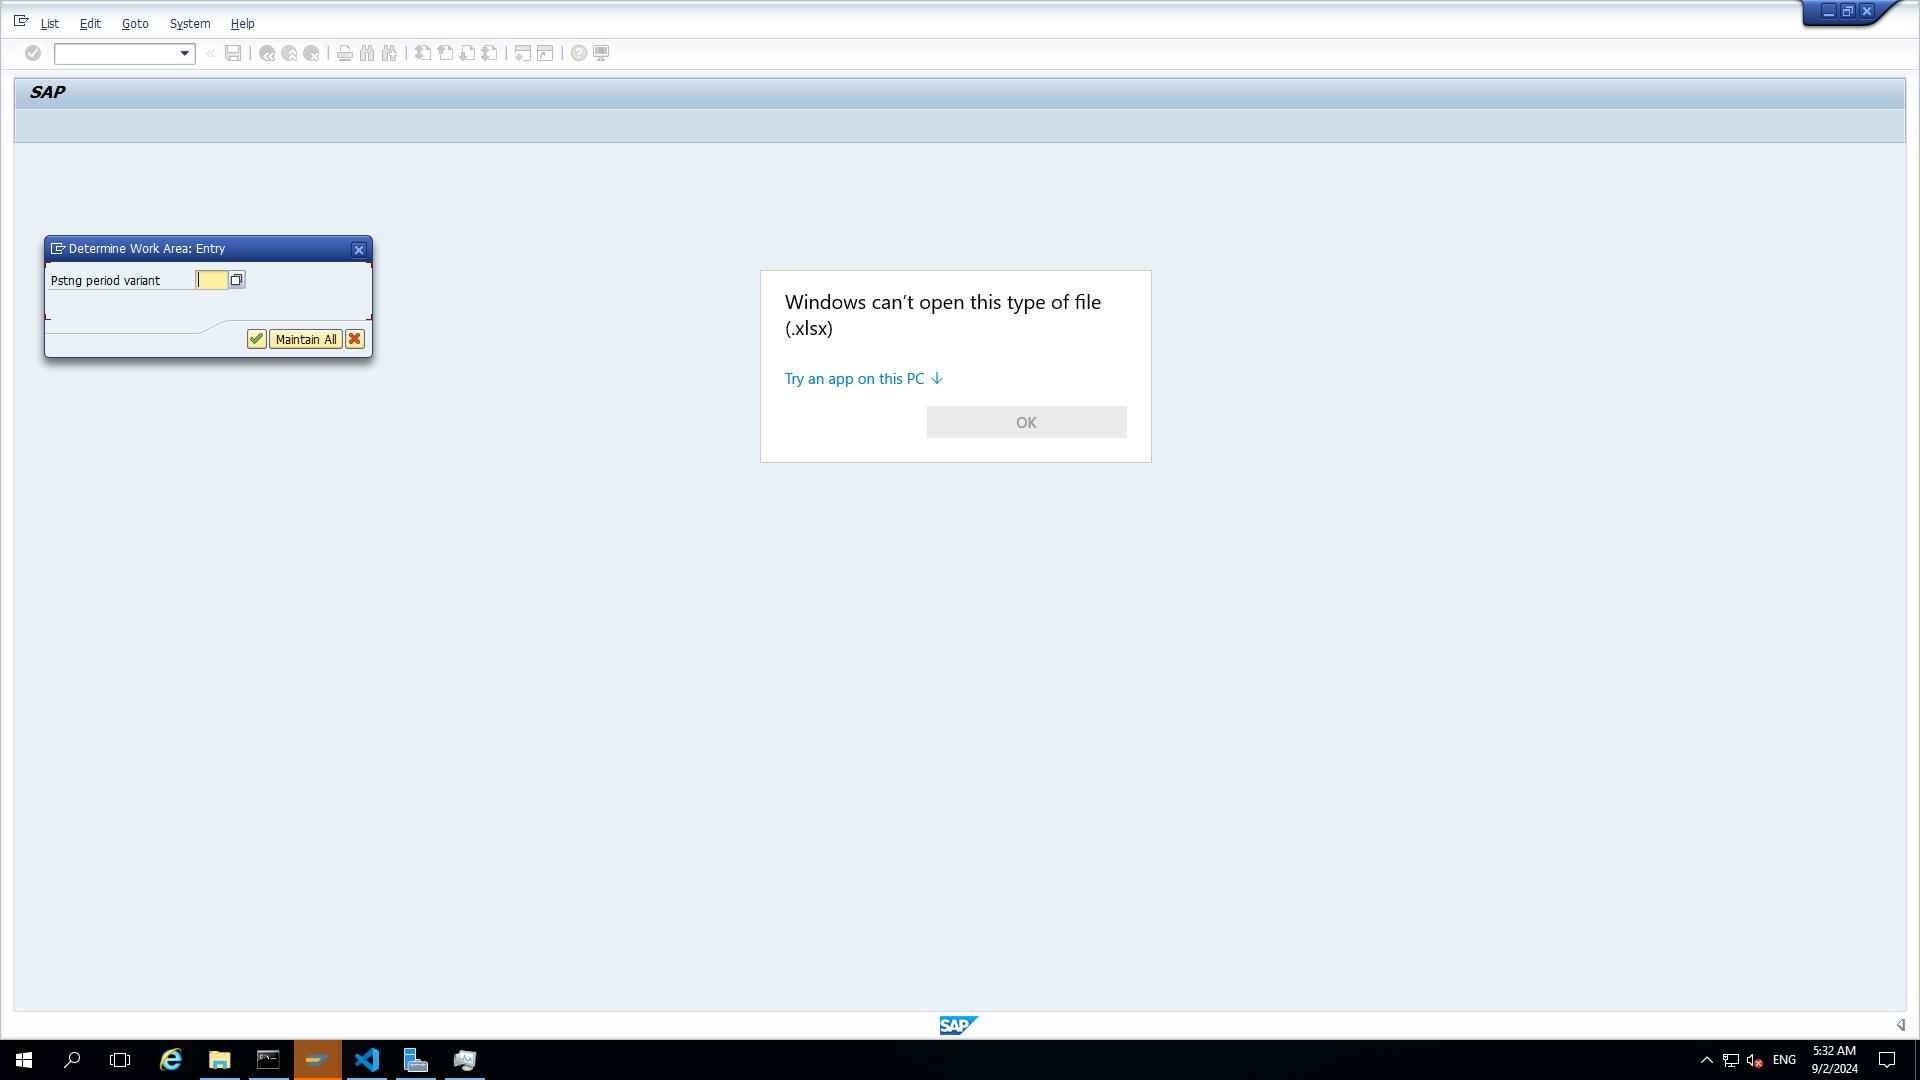 List Edit Goto System Help
SAP
Determine Work Area: Entry
Pstng period variant
Maintain All
Windows can't open this type of file
(.xlsx)
Try an app on this PC
OK
SAP
ENG
5:32 AM
9/2/2024